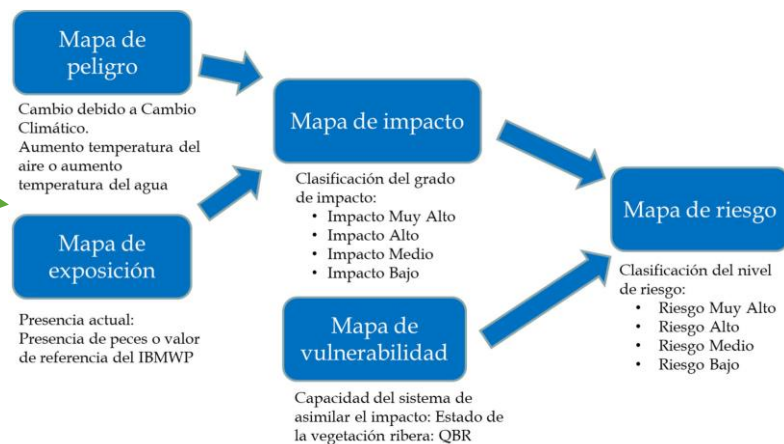 Mapa de
peligro
Cambio debido a Cambio
Climático.
Aumento temperatura del
aire o aumento
temperatura del agua
Mapa de
exposición
Presencia actual:
Presencia de peces o valor
de referencia del IBMWP
Mapa de impacto
Clasificación del grado
de impacto:
• Impacto Muy Alto
• Impacto Alto
• Impacto Medio
• Impacto Bajo
Mapa de
vulnerabilidad
Capacidad del sistema de
asimilar el impacto: Estado de
la vegetación ribera: QBR
Mapa de riesgo
Clasificación del nivel
de riesgo:
• Riesgo Muy Alto
• Riesgo Alto
• Riesgo Medio
• Riesgo Bajo